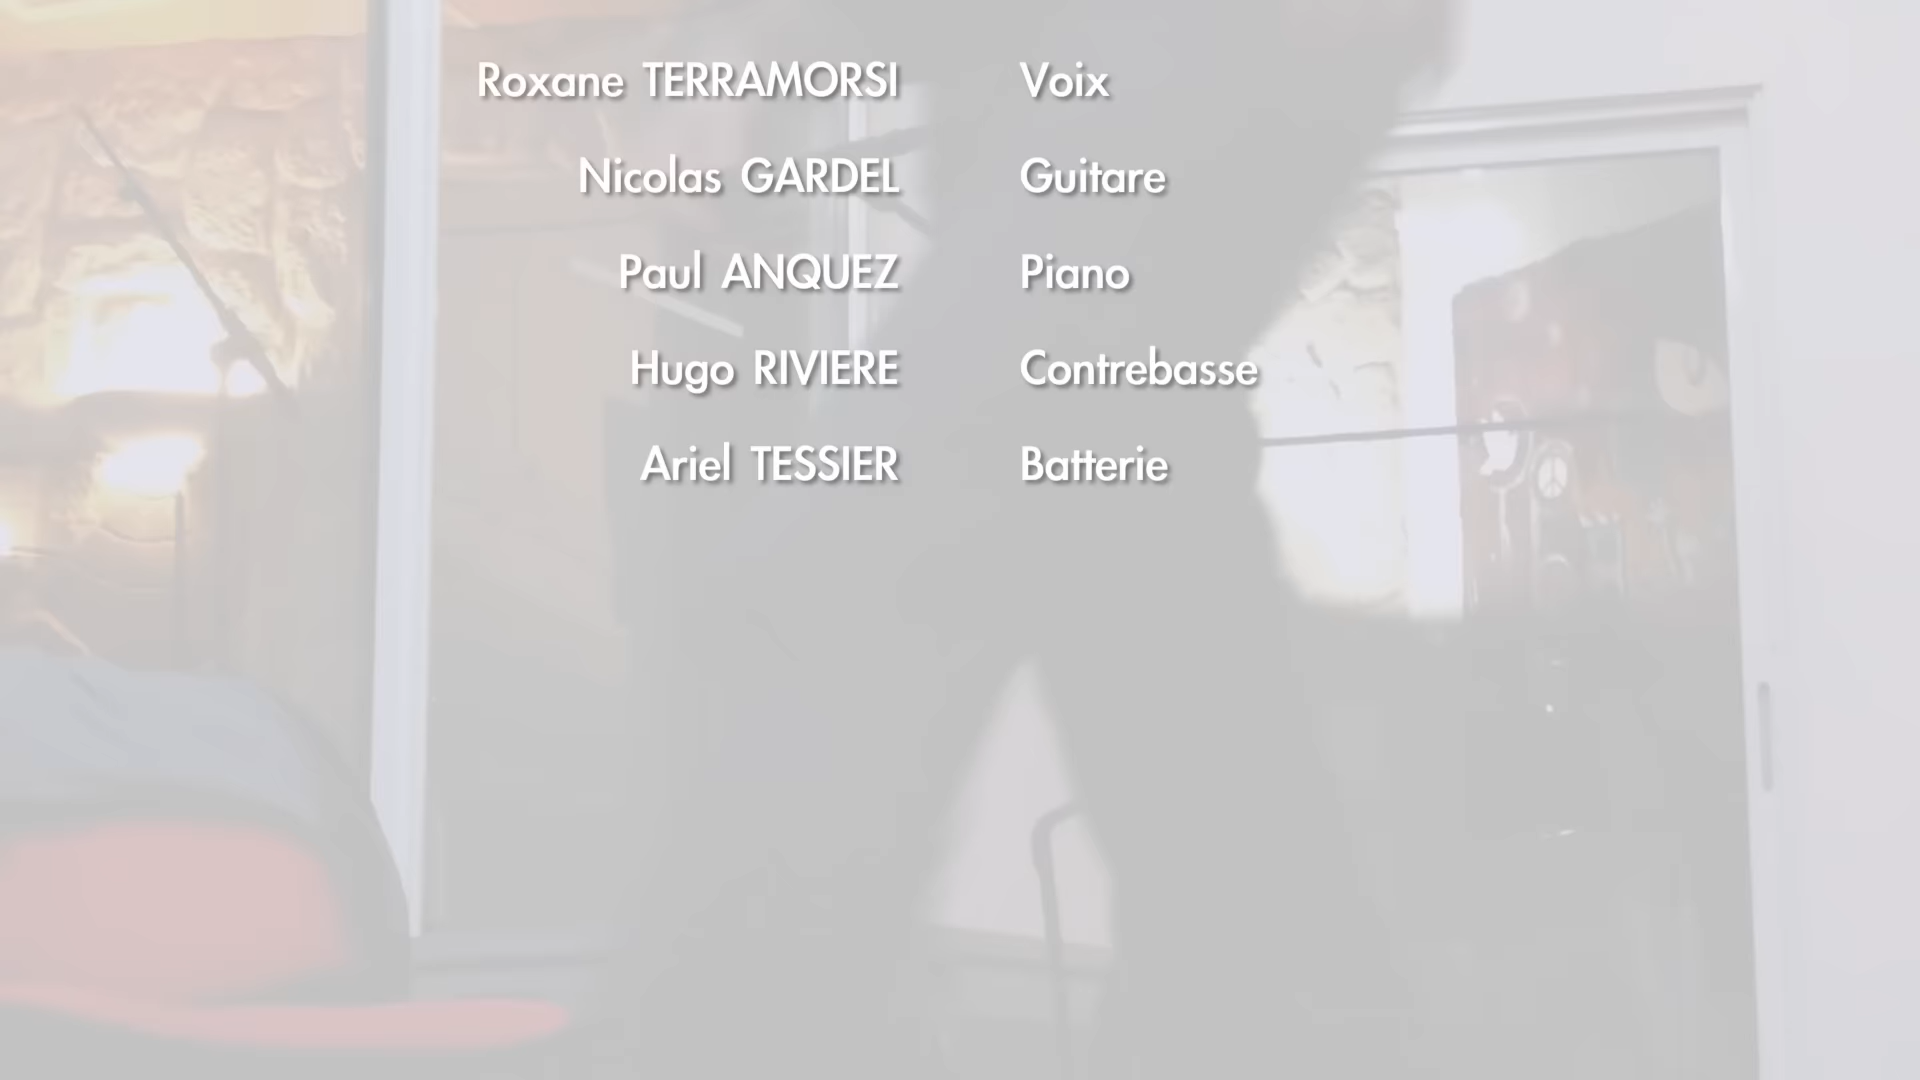 Roxane TERRAMORSI Voix
Nicolas GARDEL Guitare
Paul ANQUEZ Piano
Hugo RIVIERE Contrebasse
Ariel TESSIER Batterie